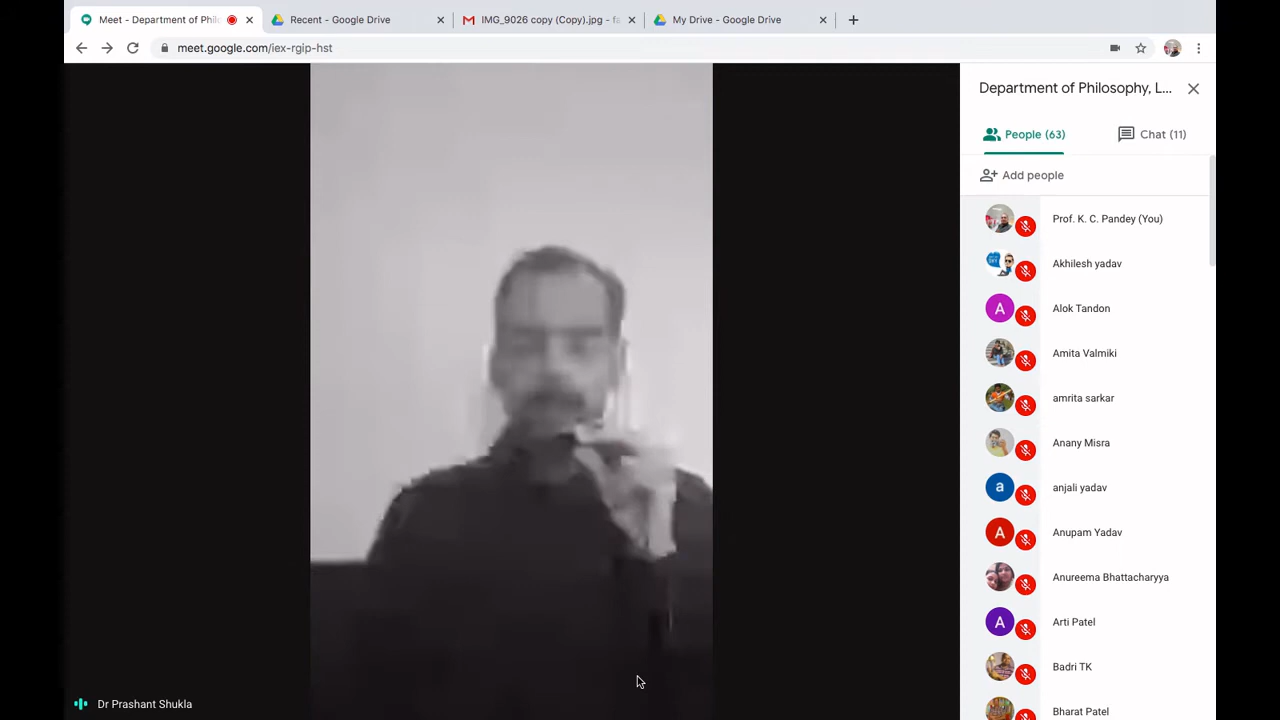 Meet - Department of Philo
Recent - Google Drive
IMG_9026 copy (Copy).jpg - fa
My Drive - Google Drive
meet.google.com/iex-rgip-hst
Department of Philosophy, L...
People (63)
Chat (11)
Add people
Prof. K. C. Pandey (You)
Akhilesh yadav
A
Alok Tandon
Amita Valmiki
amrita sarkar
Anany Misra
a
anjali yadav
A
Anupam Yadav
Anureema Bhattacharyya
A
Arti Patel
Badri TK
Bharat Patel
Dr Prashant Shukla